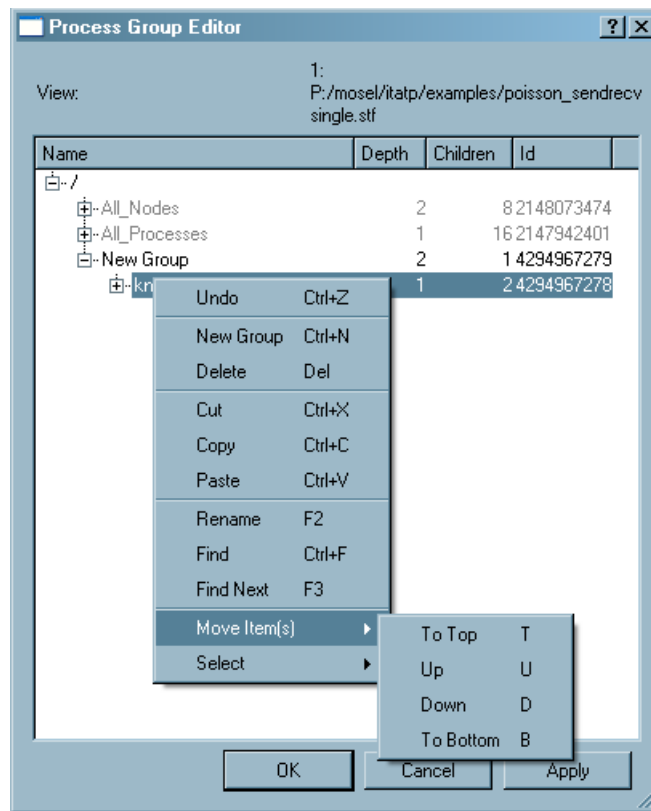 Process Group Editor
View:
1:
P:/mosel/itatp/examples/poisson_sendrecv
single.stf
Name Depth Children Id
/
All_Nodes 2 8 2148073474
All_Processes 1 16 2147942401
New Group 2 1 4294967279
kn 1 2 4294967278
Undo Ctrl+Z
New Group Ctrl+N
Delete Del
Cut Ctrl+X
Copy Ctrl+C
Paste Ctrl+V
Rename F2
Find Ctrl+F
Find Next F3
Move Item(s)
Select
To Top T
Up U
Down D
To Bottom B
OK Cancel Apply